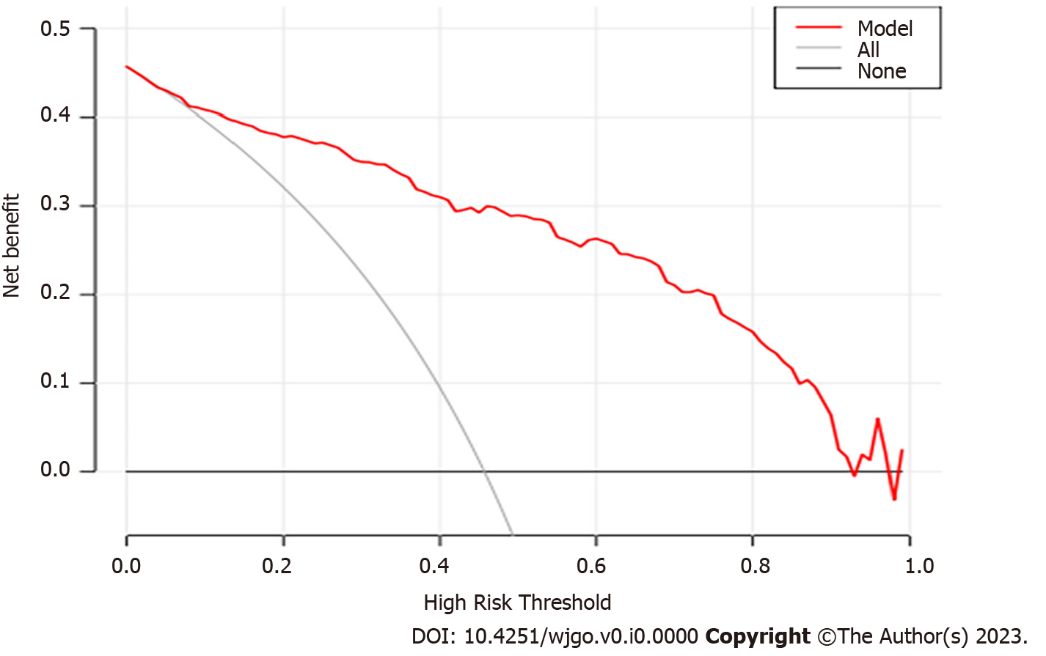 0.5
Model
All
None
0.4
0.3
Net benefit
0.2
0.1
0.0
0.0 0.2 0.4 0.6 0.8 1.0
High Risk Threshold
DOI: 10.4251/wjgo.v0.i0.0000 Copyright ©The Author(s) 2023.